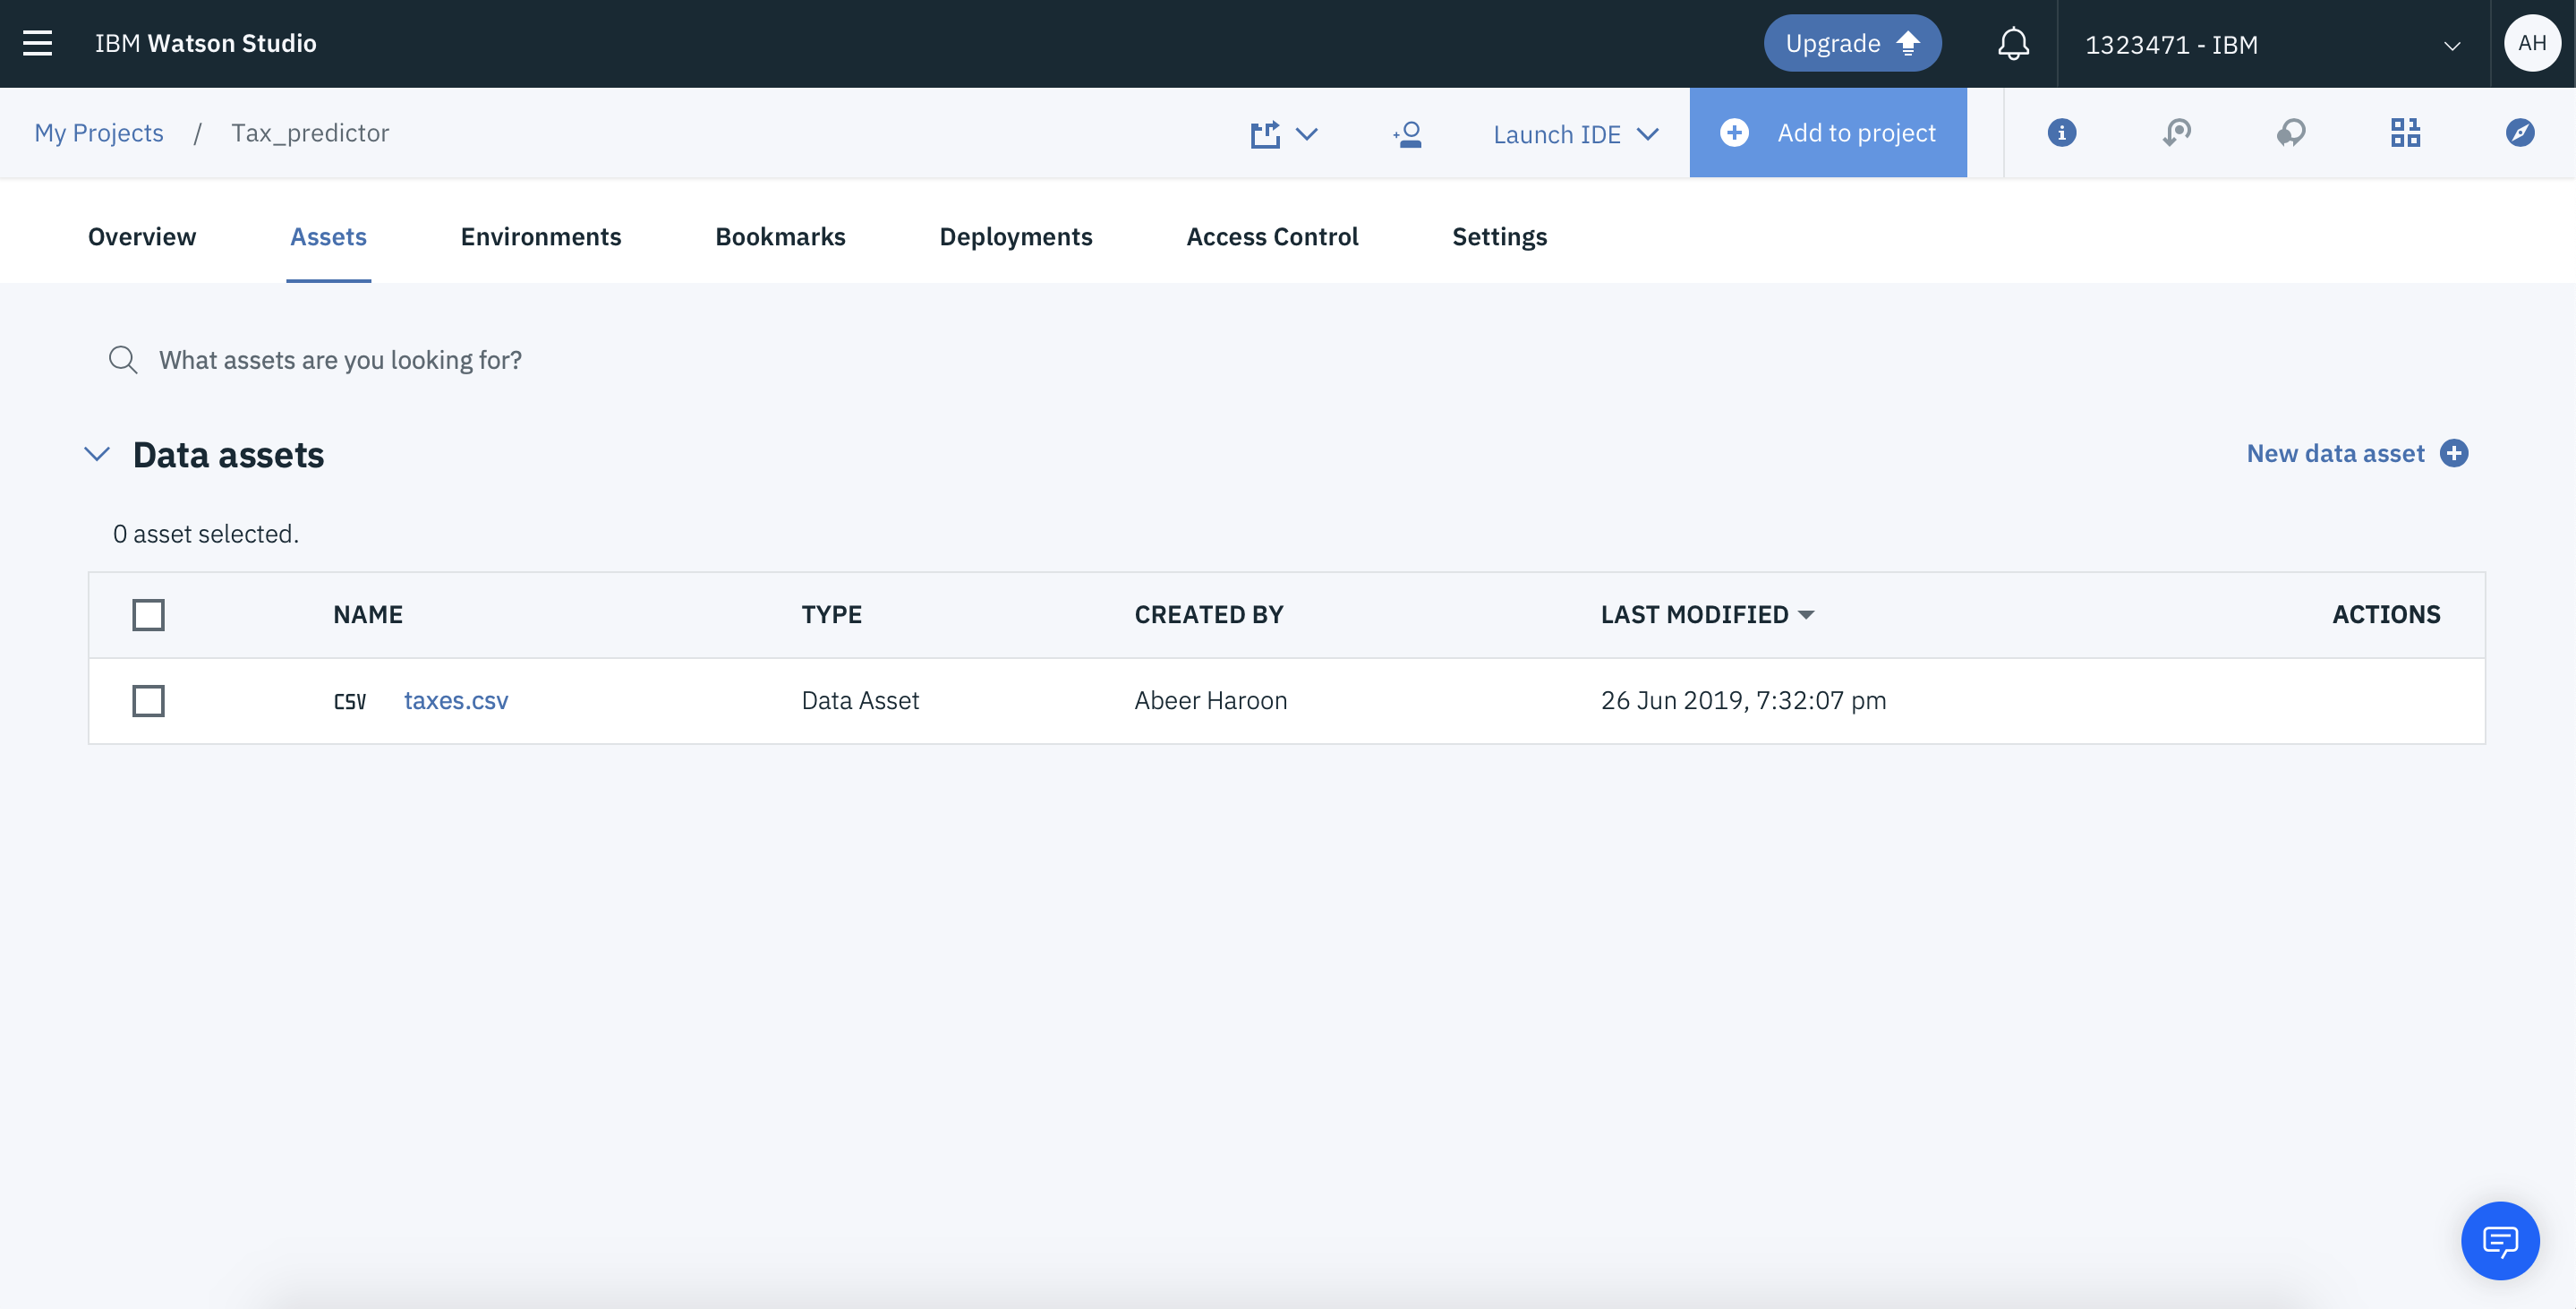 IBM Watson Studio
Upgrade
1323471 - IBM
AH
My Projects / Tax_predictor
Launch IDE
Add to project
Overview
Assets
Environments
Bookmarks
Deployments
Access Control
Settings
What assets are you looking for?
Data assets
New data asset
0 asset selected.
NAME
TYPE
CREATED BY
LAST MODIFIED
ACTIONS
CSV
taxes.csv
Data Asset
Abeer Haroon
26 Jun 2019, 7:32:07 pm